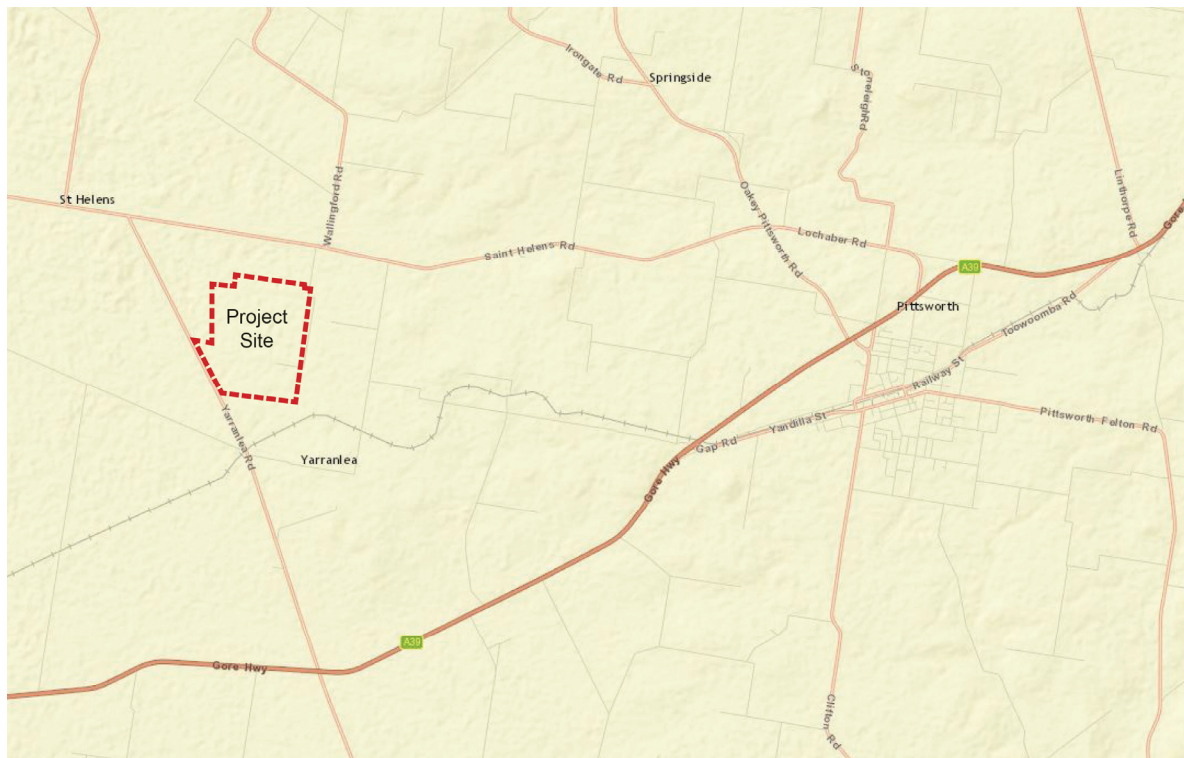 Irongate Rd
Springside
Stoneleigh Rd
Linthorpe Rd
Gore
St Helens
Wallingford Rd
Oakey Pittsworth Rd
Saint Helens Rd
Lochaber Rd
A39
Project
Site
Pittsworth
Toowoomba Rd
Railway St
Yarranlea Rd
Yandilla St
Pittsworth Felton Rd
Gap Rd
Yarranlea
Gore Hwy
A39
Gore Hwy
Clifton Rd